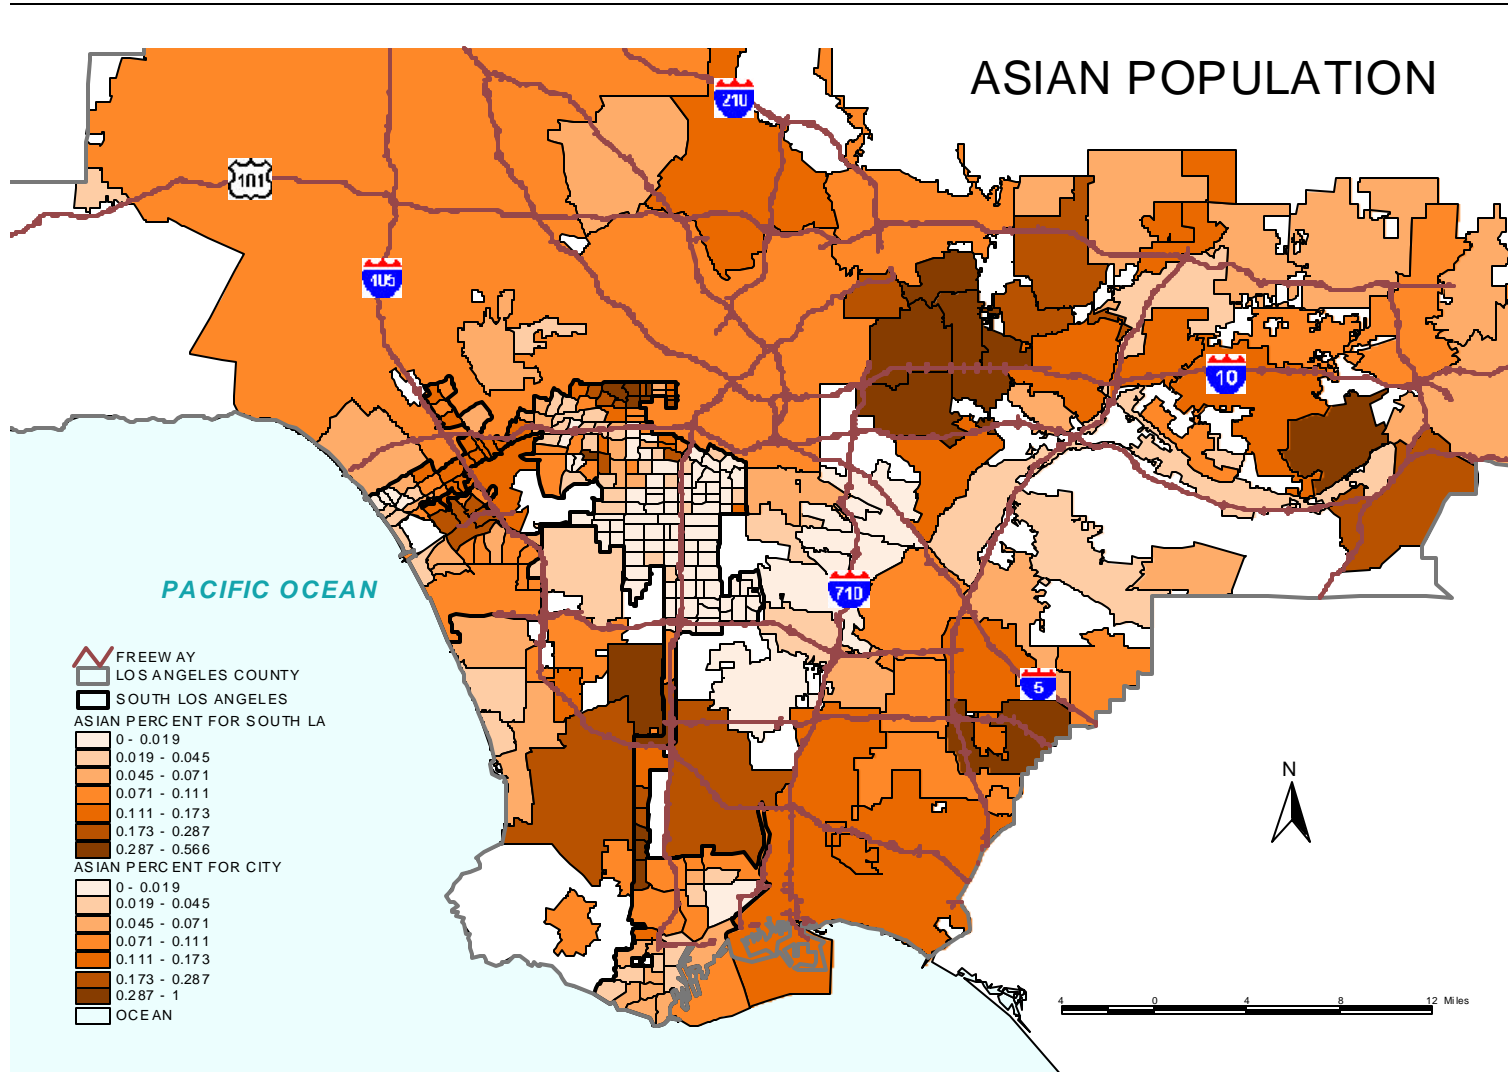 ASIAN POPULATION
210
101
405
10
PACIFIC OCEAN
710
5
FREEWAY
LOS ANGELES COUNTY
SOUTH LOS ANGELES
ASIAN PERCENT FOR SOUTH LA
0 - 0.019
0.019 - 0.045
0.045 - 0.071
0.071 - 0.111
0.111 - 0.173
0.173 - 0.287
0.287 - 0.566
ASIAN PERCENT FOR CITY
0 - 0.019
0.019 - 0.045
0.045 - 0.071
0.071 - 0.111
0.111 - 0.173
0.173 - 0.287
0.287 - 1
OCEAN
N
4 0 4 8 12 Miles